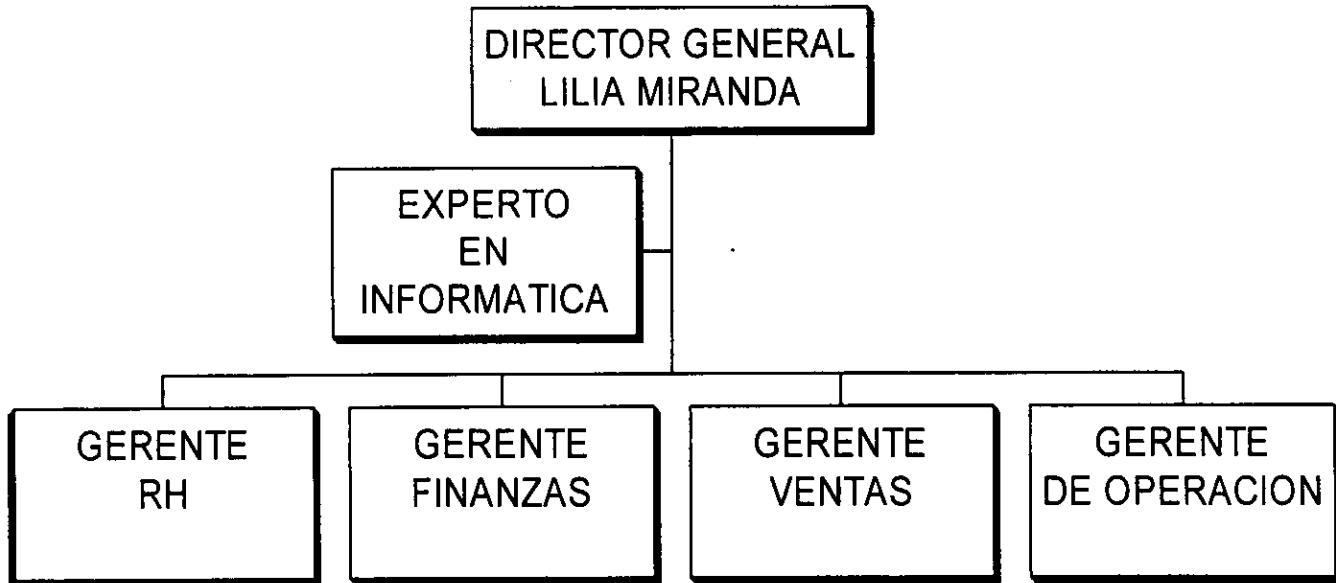 DIRECTOR GENERAL
LILIA MIRANDA
EXPERTO
EN
INFORMATICA
GERENTE
RH
GERENTE
FINANZAS
GERENTE
VENTAS
GERENTE
DE OPERACION